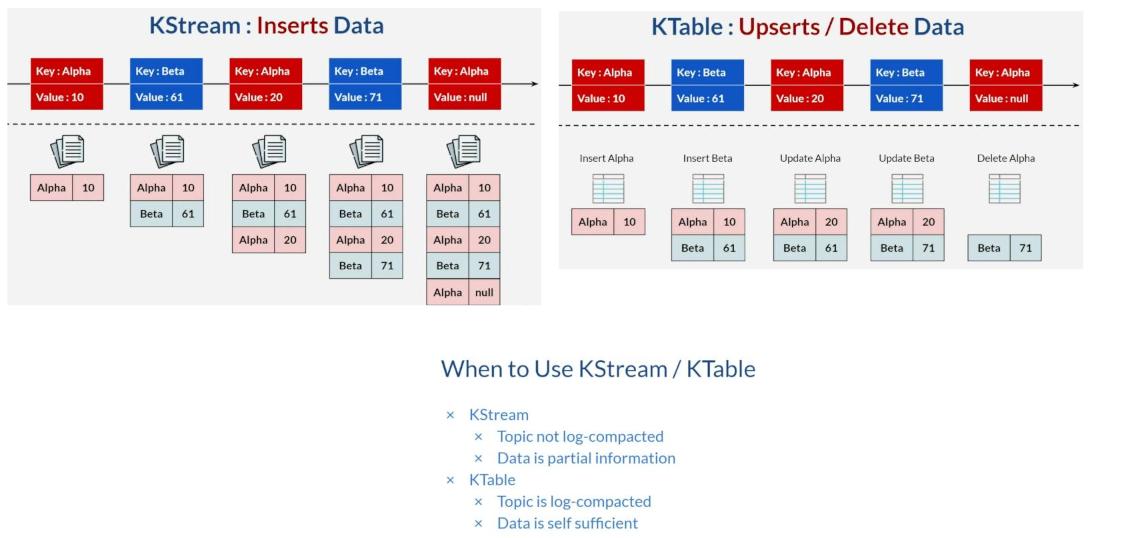 KStream : Inserts Data
Key : Alpha
Value : 10
Key : Beta
Value : 61
Key : Alpha
Value : 20
Key : Beta
Value : 71
Key : Alpha
Value : null
Alpha 10
Alpha 10
Beta 61
Alpha 10
Beta 61
Alpha 20
Alpha 10
Beta 61
Alpha 20
Beta 71
Alpha 10
Beta 61
Alpha 20
Beta 71
Alpha null
KTable : Upserts / Delete Data
Key : Alpha
Value : 10
Key : Beta
Value : 61
Key : Alpha
Value : 20
Key : Beta
Value : 71
Key : Alpha
Value : null
Insert Alpha
Alpha 10
Insert Beta
Alpha 10
Beta 61
Update Alpha
Alpha 20
Beta 61
Update Beta
Alpha 20
Beta 71
Delete Alpha
Beta 71
When to Use KStream / KTable
× KStream
× Topic not log-compacted
× Data is partial information
× KTable
× Topic is log-compacted
× Data is self sufficient